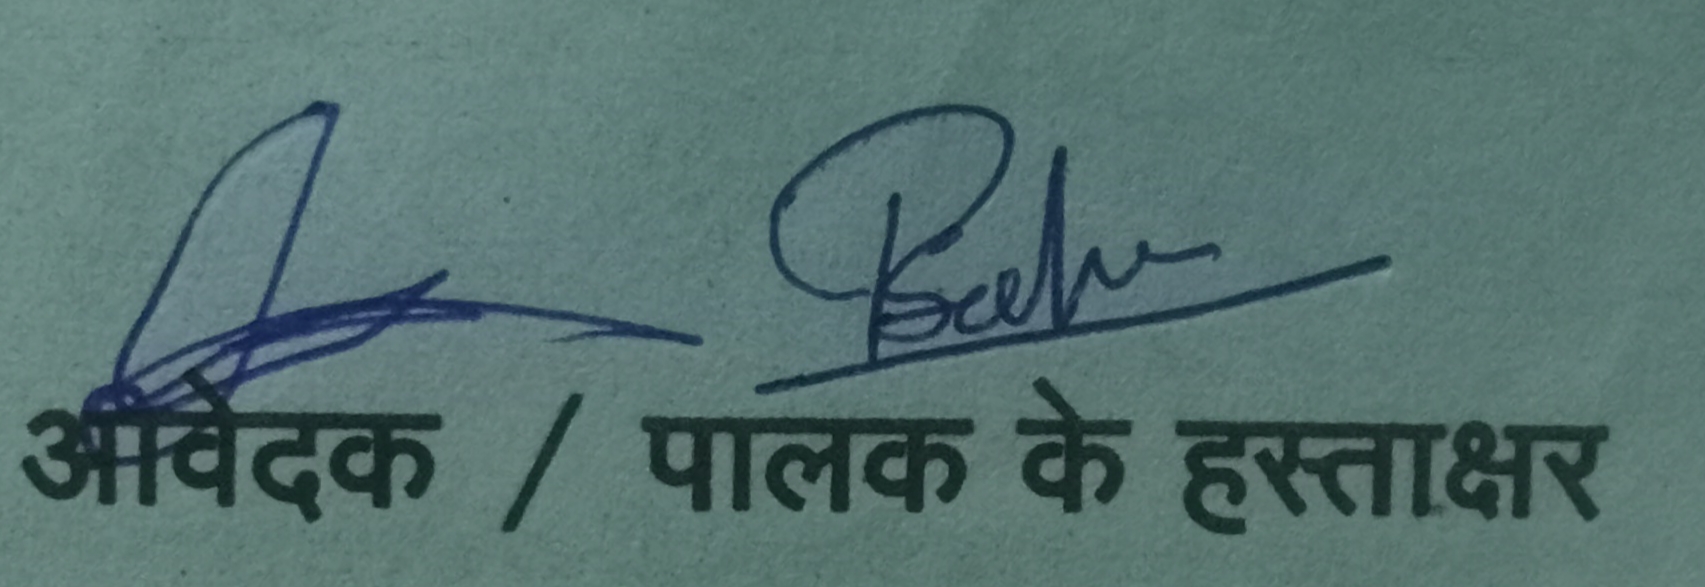 आवेदक / पालक के हस्ताक्षर